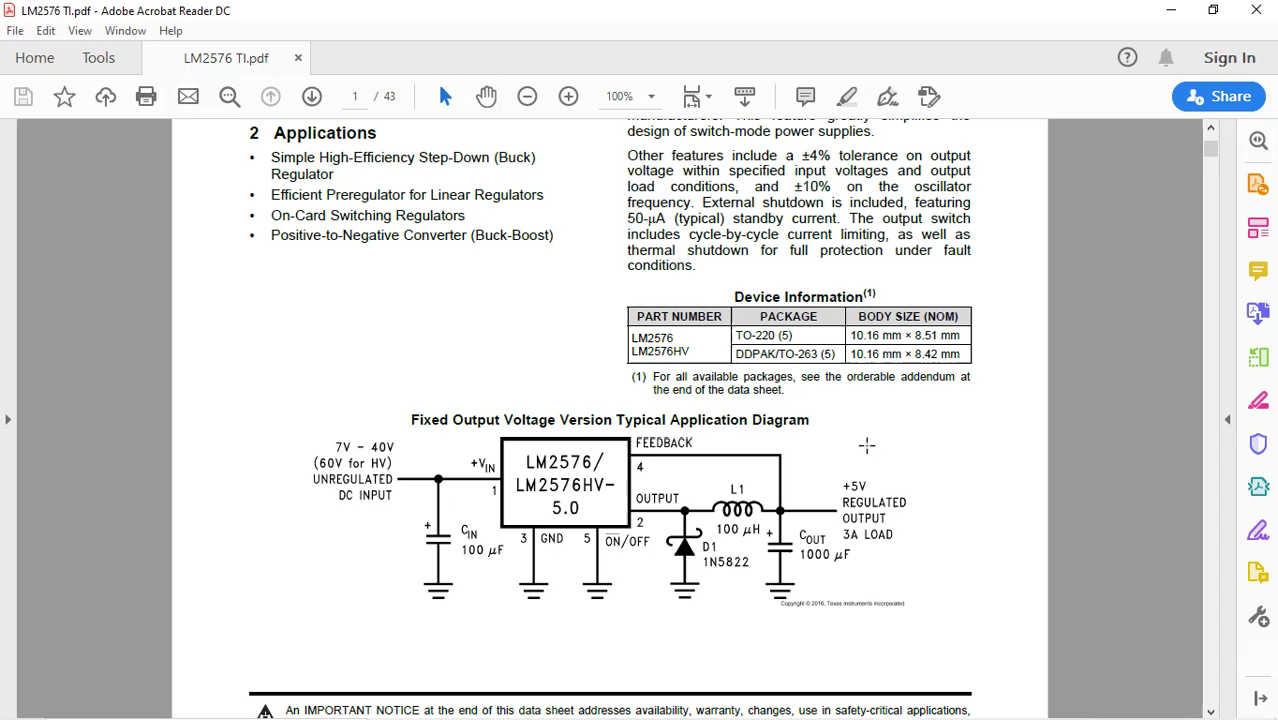 LM2576 TI.pdf - Adobe Acrobat Reader DC
File Edit View Window Help
Home Tools LM2576 TI.pdf ×
Sign In
1 / 43
100%
Share
2 Applications
• Simple High-Efficiency Step-Down (Buck)
Regulator
• Efficient Preregulator for Linear Regulators
• On-Card Switching Regulators
• Positive-to-Negative Converter (Buck-Boost)
manufacturers. This feature greatly simplifies the
design of switch-mode power supplies.
Other features include a ±4% tolerance on output
voltage within specified input voltages and output
load conditions, and ±10% on the oscillator
frequency. External shutdown is included, featuring
50-μA (typical) standby current. The output switch
includes cycle-by-cycle current limiting, as well as
thermal shutdown for full protection under fault
conditions.
Device Information(1)
PART NUMBER PACKAGE BODY SIZE (NOM)
LM2576
LM2576HV
TO-220 (5) 10.16 mm × 8.51 mm
DDPAK/TO-263 (5) 10.16 mm × 8.42 mm
(1) For all available packages, see the orderable addendum at
the end of the data sheet.
Fixed Output Voltage Version Typical Application Diagram
7V – 40V
(60V for HV)
UNREGULATED
DC INPUT
+VIN
1
+
CIN
100 μF
LM2576/
LM2576HV-
5.0
3 GND
5 ON/OFF
FEEDBACK
4
OUTPUT
2
L1
100 μH
D1
1N5822
+
COUT
1000 μF
+5V
REGULATED
OUTPUT
3A LOAD
Copyright © 2016, Texas Instruments Incorporated
An IMPORTANT NOTICE at the end of this data sheet addresses availability, warranty, changes, use in safety-critical applications,